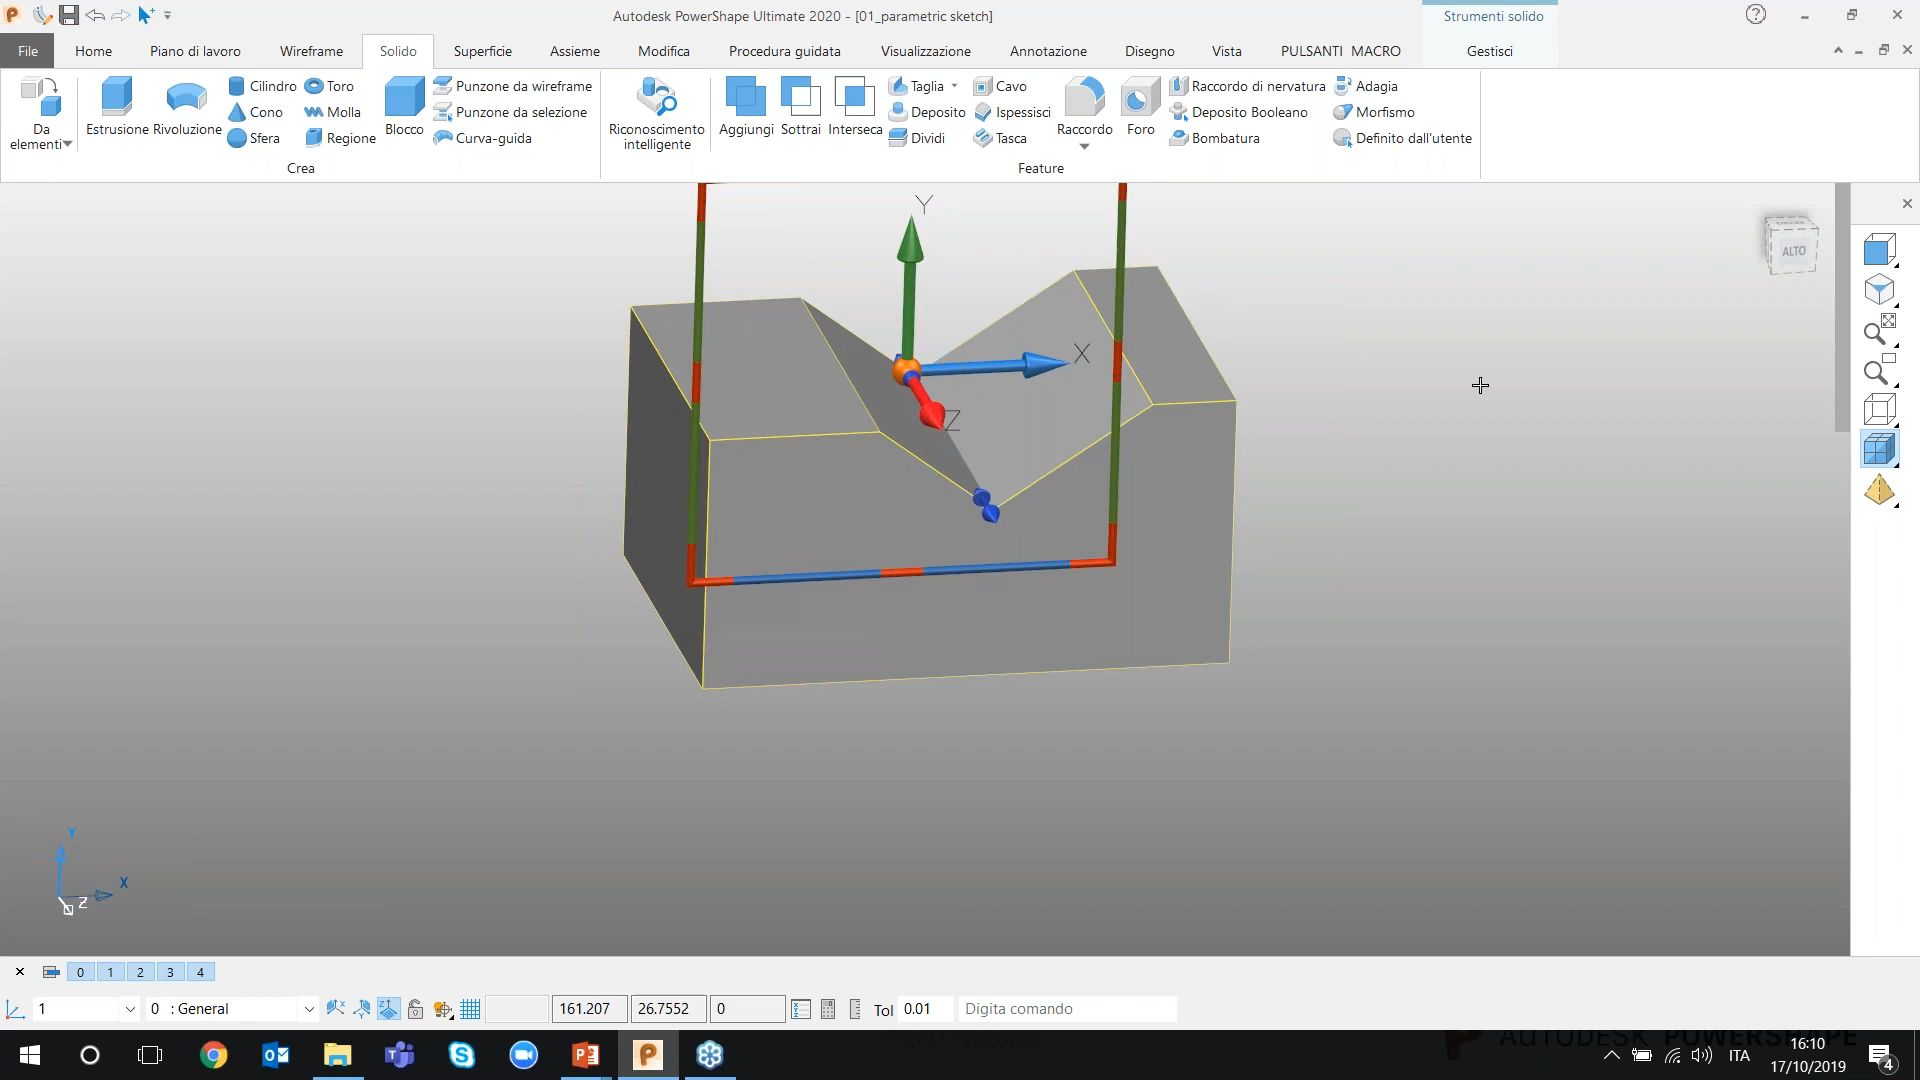 Autodesk PowerShape Ultimate 2020 - [01_parametric sketch]
Strumenti solido
File
Home
Piano di lavoro
Wireframe
Solido
Superficie
Assieme
Modifica
Procedura guidata
Visualizzazione
Annotazione
Disegno
Vista
PULSANTI MACRO
Gestisci
Da elementi
Estrusione
Rivoluzione
Cilindro
Cono
Sfera
Toro
Molla
Regione
Blocco
Punzone da wireframe
Punzone da selezione
Curva-guida
Crea
Riconoscimento
intelligente
Aggiungi
Sottrai
Interseca
Taglia
Deposito
Dividi
Cavo
Ispessisci
Tasca
Raccordo
Foro
Raccordo di nervatura
Deposito Booleano
Bombatura
Adagia
Morfismo
Definito dall'utente
Feature
Y
X
Z
ALTO
Y
X
Z
0 1 2 3 4
1
0 : General
161.207
26.7552
0
Tol
0.01
Digita comando
AUTODESK POWERSHAPE
ITA
16:10
17/10/2019
4